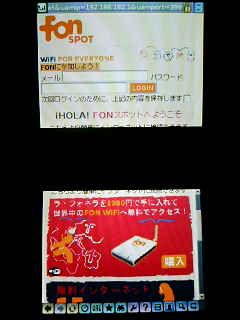 fon
SPOT
WiFi FOR EVERYONE
FONに参加しよう!
メール パスワード
LOGIN
次回ログインのために、上記の内容を保存します
¡HOLA! FONスポットへようこそ
ラ・フォネラを1980円で手に入れて
世界中のFON WiFiへ無料でアクセス!
購入
無料インターネット